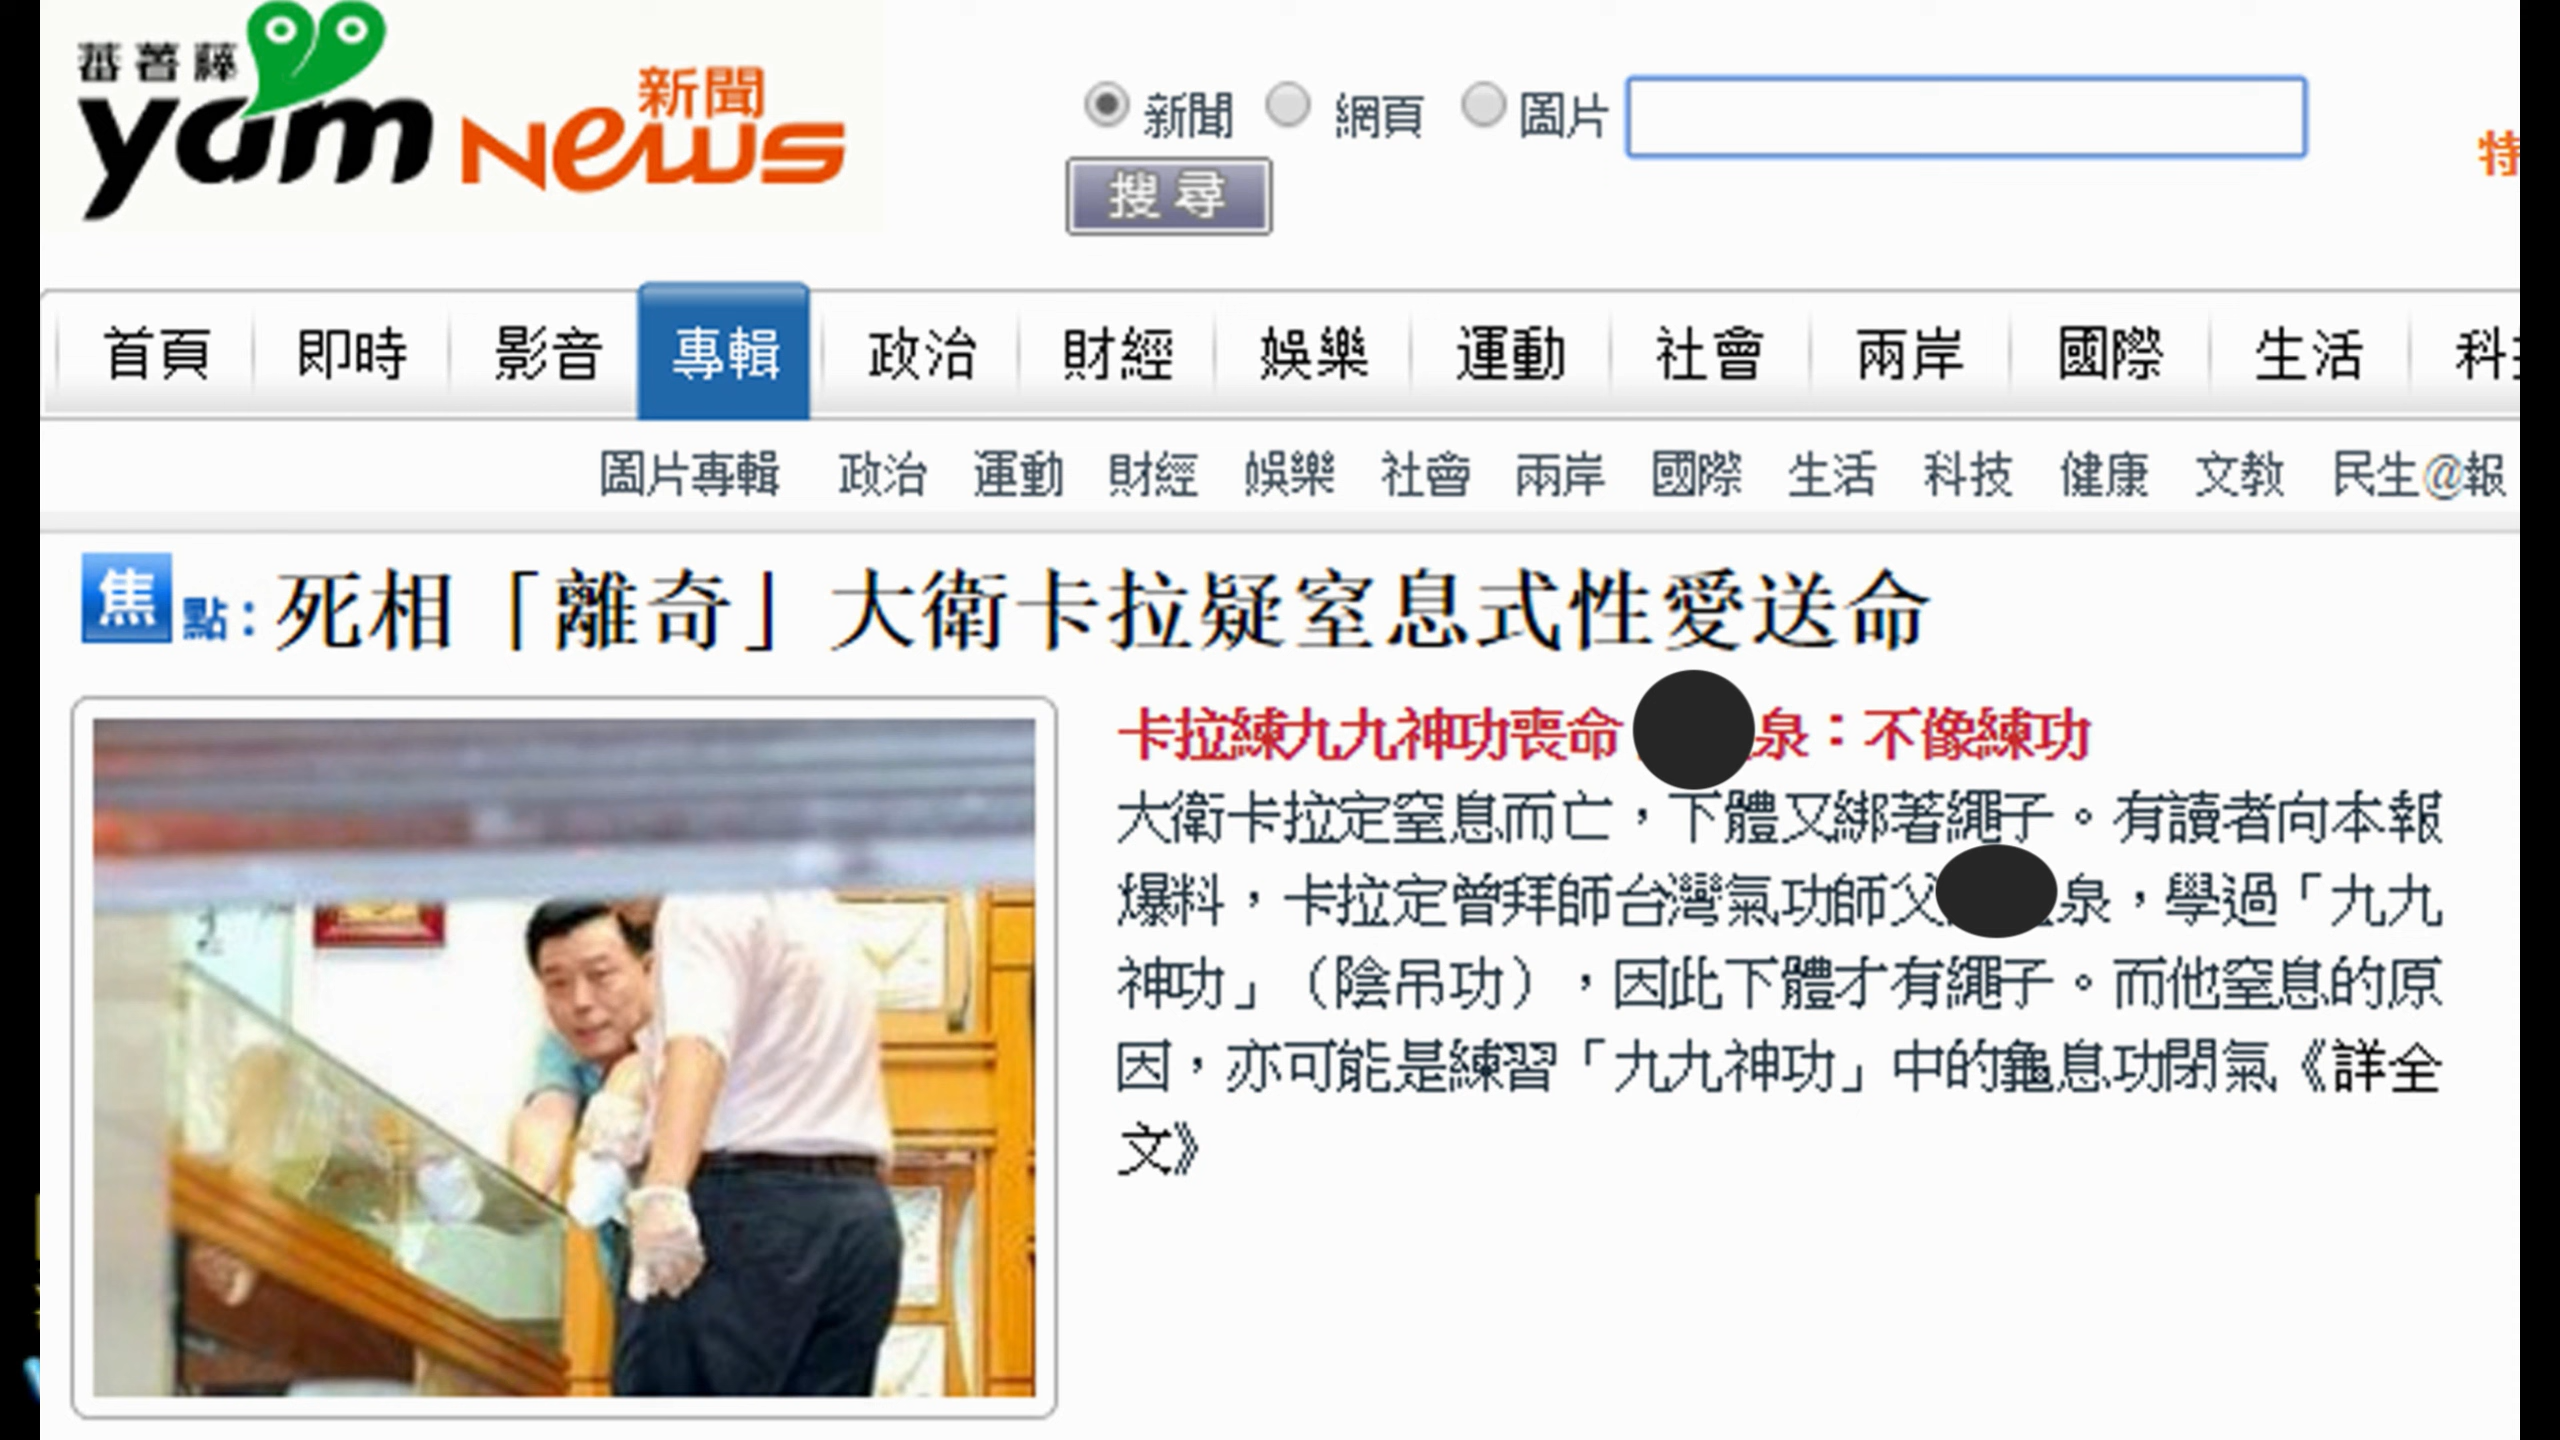 蕃薯藤
yam News 新聞
新聞 網頁 圖片
特
搜尋
首頁 即時 影音 專輯 政治 財經 娛樂 運動 社會 兩岸 國際 生活 科
圖片專輯 政治 運動 財經 娛樂 社會 兩岸 國際 生活 科技 健康 文教 民生@報
焦點：死相「離奇」大衛卡拉疑窒息式性愛送命
卡拉練九九神功喪命 泉：不像練功
大衛卡拉定窒息而亡，下體又綁著繩子。有讀者向本報
爆料，卡拉定曾拜師台灣氣功師父 泉，學過「九九
神功」（陰吊功），因此下體才有繩子。而他窒息的原
因，亦可能是練習「九九神功」中的龜息功閉氣《詳全
文》